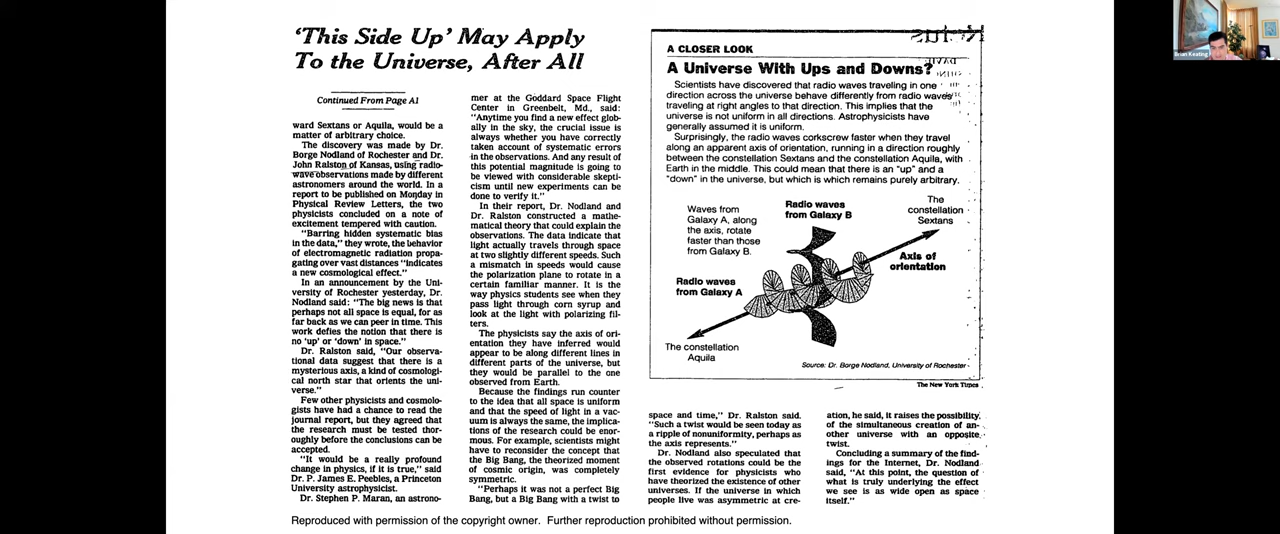 ‘This Side Up’ May Apply
To the Universe, After All
Continued From Page A1
ward Sextans or Aquila, would be a
matter of arbitrary choice.
The discovery was made by Dr.
Borge Nodland of Rochester and Dr.
John Ralston of Kansas, using radio-
wave observations made by different
astronomers around the world. In a
report to be published on Monday in
Physical Review Letters, the two
physicists concluded on a note of
excitement tempered with caution.
"Barring hidden systematic bias
in the data," they wrote, the behavior
of electromagnetic radiation propa-
gating over vast distances "indicates
a new cosmological effect."
In an announcement by the Uni-
versity of Rochester yesterday, Dr.
Nodland said: "The big news is that
perhaps not all space is equal, for as
far back as we can peer in time. This
work defies the notion that there is
no 'up' or 'down' in space."
Dr. Ralston said, "Our observa-
tional data suggest that there is a
mysterious axis, a kind of cosmologi-
cal north star that orients the uni-
verse."
Few other physicists and cosmolo-
gists have had a chance to read the
journal report, but they agreed that
the research must be tested thor-
oughly before the conclusions can be
accepted.
"It would be a really profound
change in physics, if it is true," said
Dr. P. James E. Peebles, a Princeton
University astrophysicist.
Dr. Stephen P. Maran, an astrono-
mer at the Goddard Space Flight
Center in Greenbelt, Md., said:
"Anytime you find a new effect glob-
ally in the sky, the crucial issue is
always whether you have correctly
taken account of systematic errors
in the observations. And any result of
this potential magnitude is going to
be viewed with considerable skepti-
cism until new experiments can be
done to verify it."
In their report, Dr. Nodland and
Dr. Ralston constructed a mathe-
matical theory that could explain the
observations. The data indicate that
light actually travels through space
at two slightly different speeds. Such
a mismatch in speeds would cause
the polarization plane to rotate in a
certain familiar manner. It is the
way physics students see when they
pass light through corn syrup and
look at the light with polarizing fil-
ters.
The physicists say the axis of ori-
entation they have inferred would
appear to be along different lines in
different parts of the universe, but
they would be parallel to the one
observed from Earth.
Because the findings run counter
to the idea that all space is uniform
and that the speed of light in a vac-
uum is always the same, the implica-
tions of the research could be enor-
mous. For example, scientists might
have to reconsider the concept that
the Big Bang, the theorized moment
of cosmic origin, was completely
symmetric.
"Perhaps it was not a perfect Big
Bang, but a Big Bang with a twist to
A CLOSER LOOK
A Universe With Ups and Downs?
Scientists have discovered that radio waves traveling in one
direction across the universe behave differently from radio waves
traveling at right angles to that direction. This implies that the
universe is not uniform in all directions. Astrophysicists have
generally assumed it is uniform.
Surprisingly, the radio waves corkscrew faster when they travel
along an apparent axis of orientation, running in a direction roughly
between the constellation Sextans and the constellation Aquila, with
Earth in the middle. This could mean that there is an "up" and a
"down" in the universe, but which is which remains purely arbitrary.
Waves from
Galaxy A, along
the axis, rotate
faster than those
from Galaxy B.
Radio waves
from Galaxy B
The
constellation
Sextans
Axis of
orientation
Radio waves
from Galaxy A
The constellation
Aquila
Source: Dr. Borge Nodland, University of Rochester
The New York Times
space and time," Dr. Ralston said.
"Such a twist would be seen today as
a ripple of nonuniformity, perhaps as
the axis represents."
Dr. Nodland also speculated that
the observed rotations could be the
first evidence for physicists who
have theorized the existence of other
universes. If the universe in which
people live was asymmetric at cre-
ation, he said, it raises the possibility
of the simultaneous creation of an-
other universe with an opposite
twist.
Concluding a summary of the find-
ings for the Internet, Dr. Nodland
said, "At this point, the question of
what is truly underlying the effect
we see is as wide open as space
itself."
Reproduced with permission of the copyright owner. Further reproduction prohibited without permission.
Brian Keating